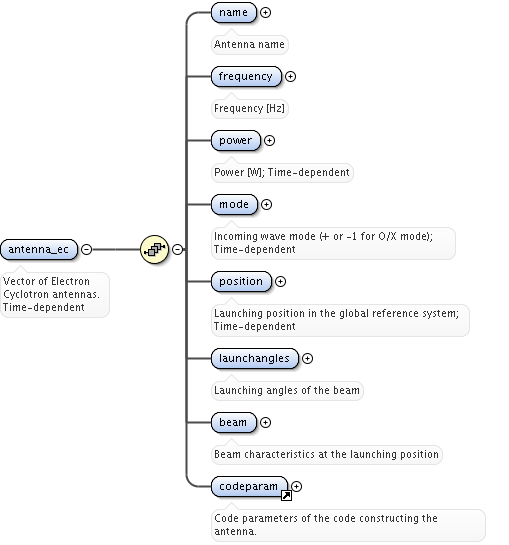 name
Antenna name
frequency
Frequency [Hz]
power
Power [W]; Time-dependent
mode
Incoming wave mode (+ or -1 for O/X mode);
Time-dependent
antenna_ec
Vector of Electron
Cyclotron antennas.
Time-dependent
position
Launching position in the global reference system;
Time-dependent
launchangles
Launching angles of the beam
beam
Beam characteristics at the launching position
codeparam
Code parameters of the code constructing the
antenna.